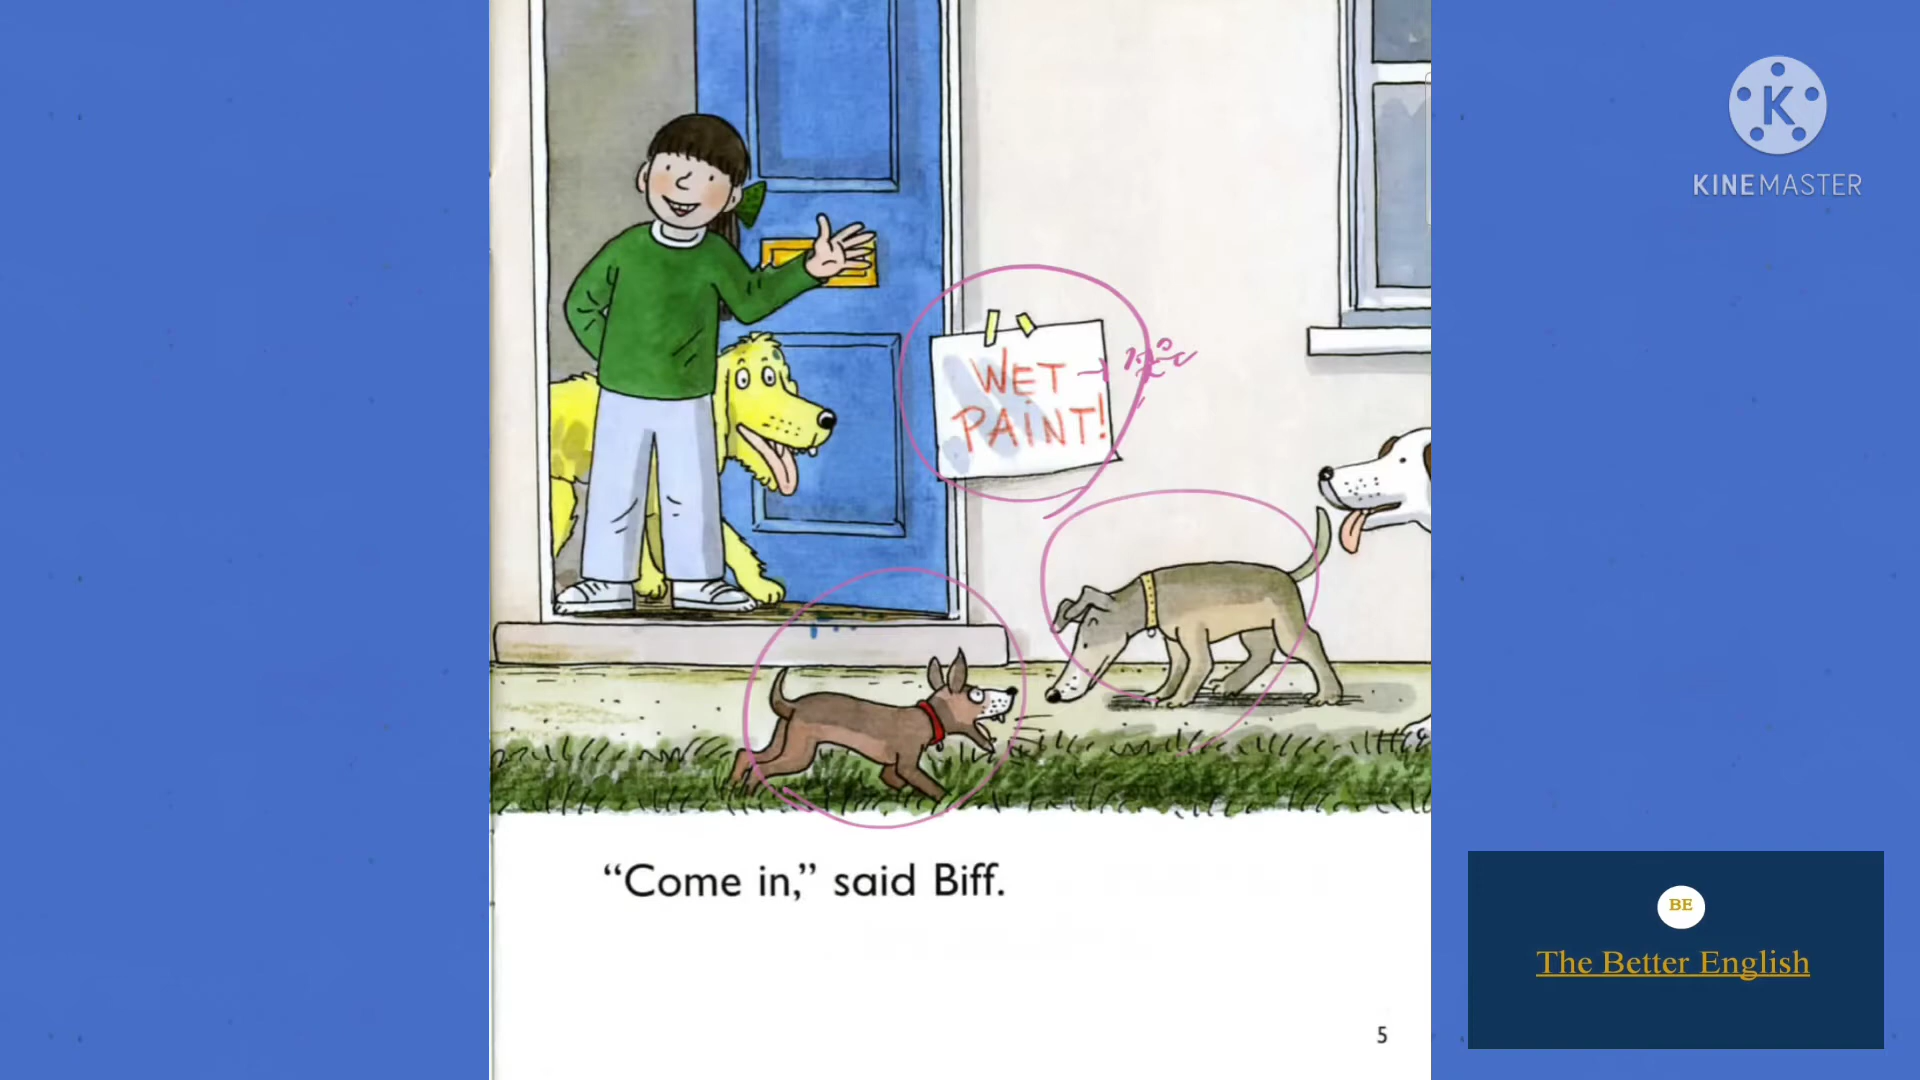 WET
PAINT!
"Come in," said Biff.
5
KINEMASTER
BE
The Better English